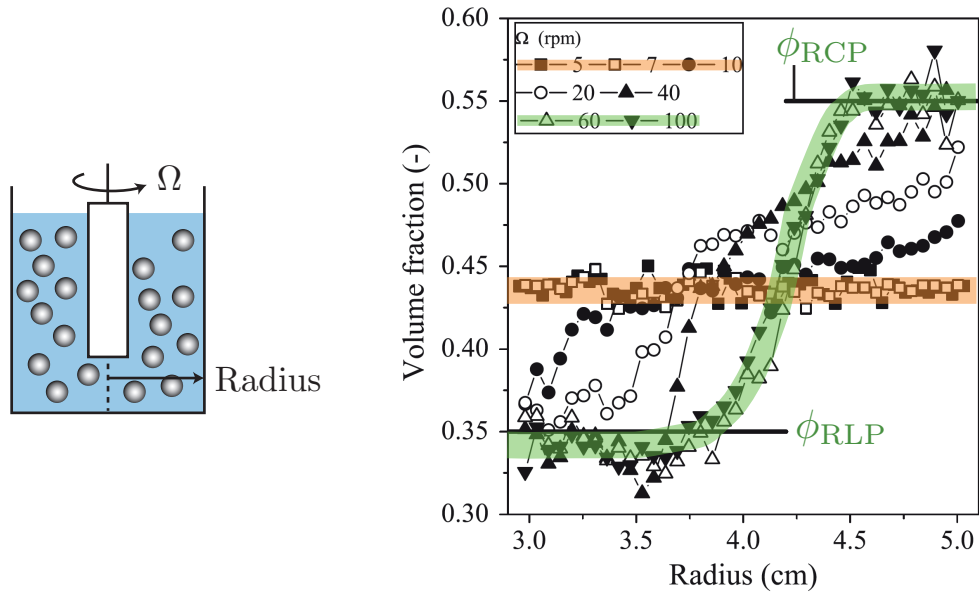 Ω
Radius
Volume fraction (-)
0.60
0.55
0.50
0.45
0.40
0.35
0.30
Ω (rpm)
5 7 10
20 40
60 100
ϕRCP
ϕRLP
3.0 3.5 4.0 4.5 5.0
Radius (cm)